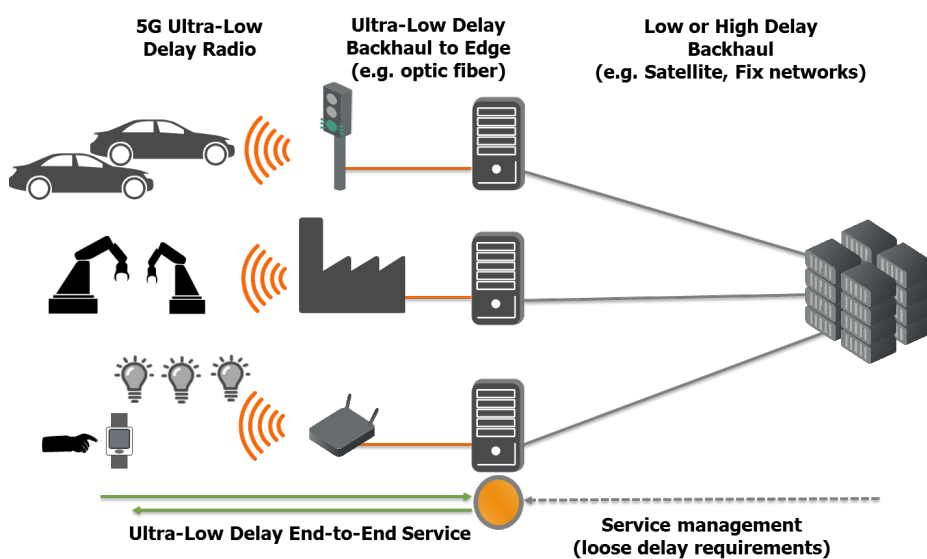 5G Ultra-Low
Delay Radio
Ultra-Low Delay
Backhaul to Edge
(e.g. optic fiber)
Low or High Delay
Backhaul
(e.g. Satellite, Fix networks)
Ultra-Low Delay End-to-End Service
Service management
(loose delay requirements)